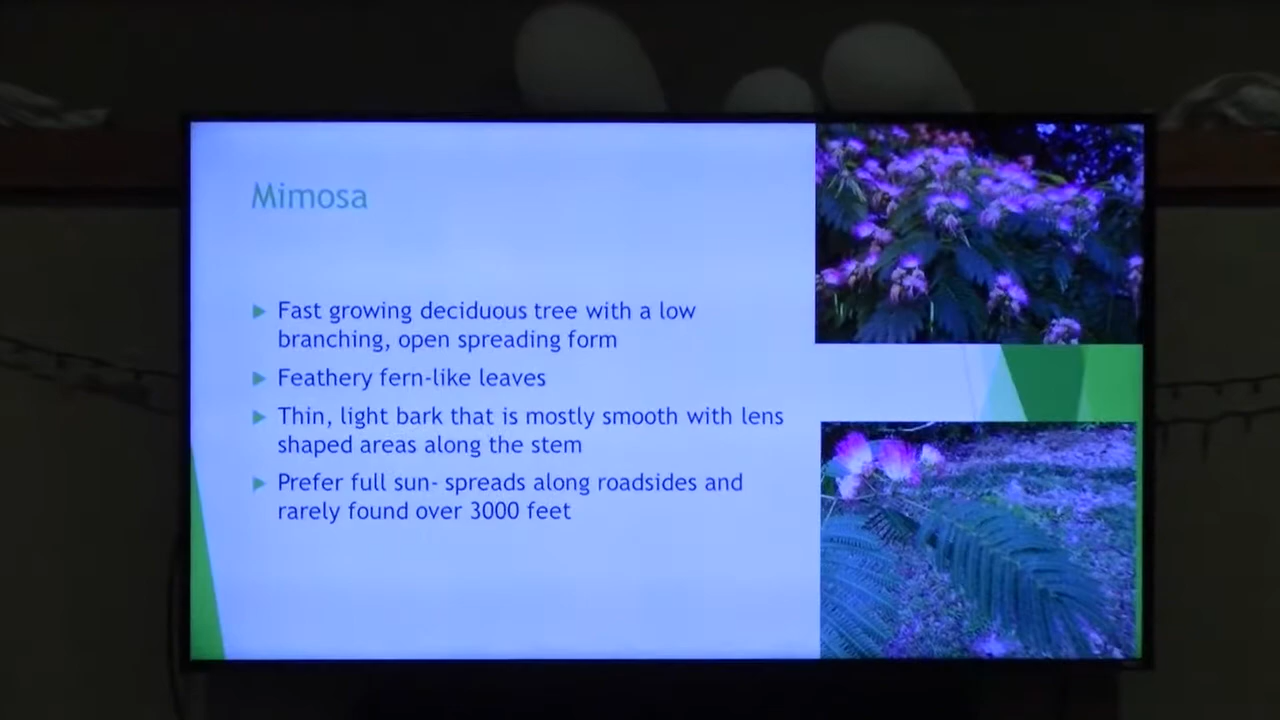 Mimosa
Fast growing deciduous tree with a low
branching, open spreading form
Feathery fern-like leaves
Thin, light bark that is mostly smooth with lens
shaped areas along the stem
Prefer full sun- spreads along roadsides and
rarely found over 3000 feet